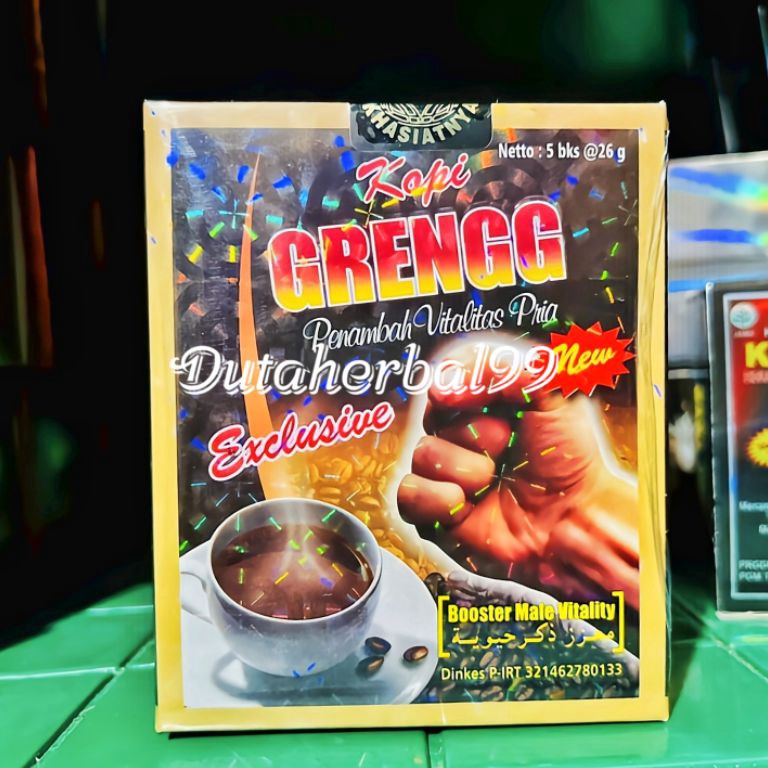 KHASIATNYA
Netto : 5 bks @26 g
Kopi
GRENGG
Penambah Vitalitas Pria
Dutaherbal99
New
Exclusive
Booster Male Vitality
معزز ذكر حيوية
Dinkes P-IRT 321462780133